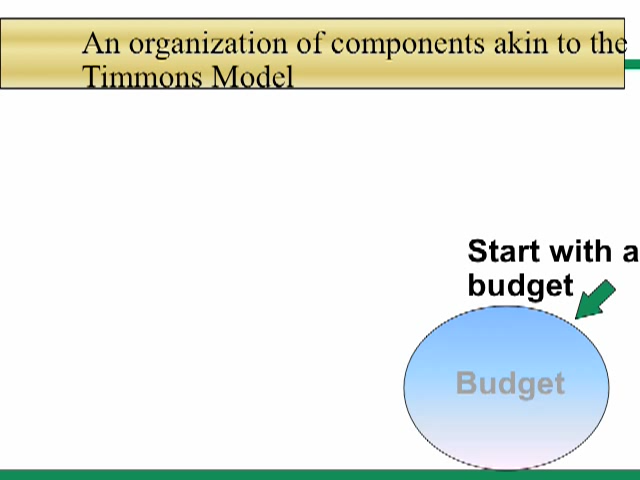 An organization of components akin to the
Timmons Model
Start with a
budget
Budget